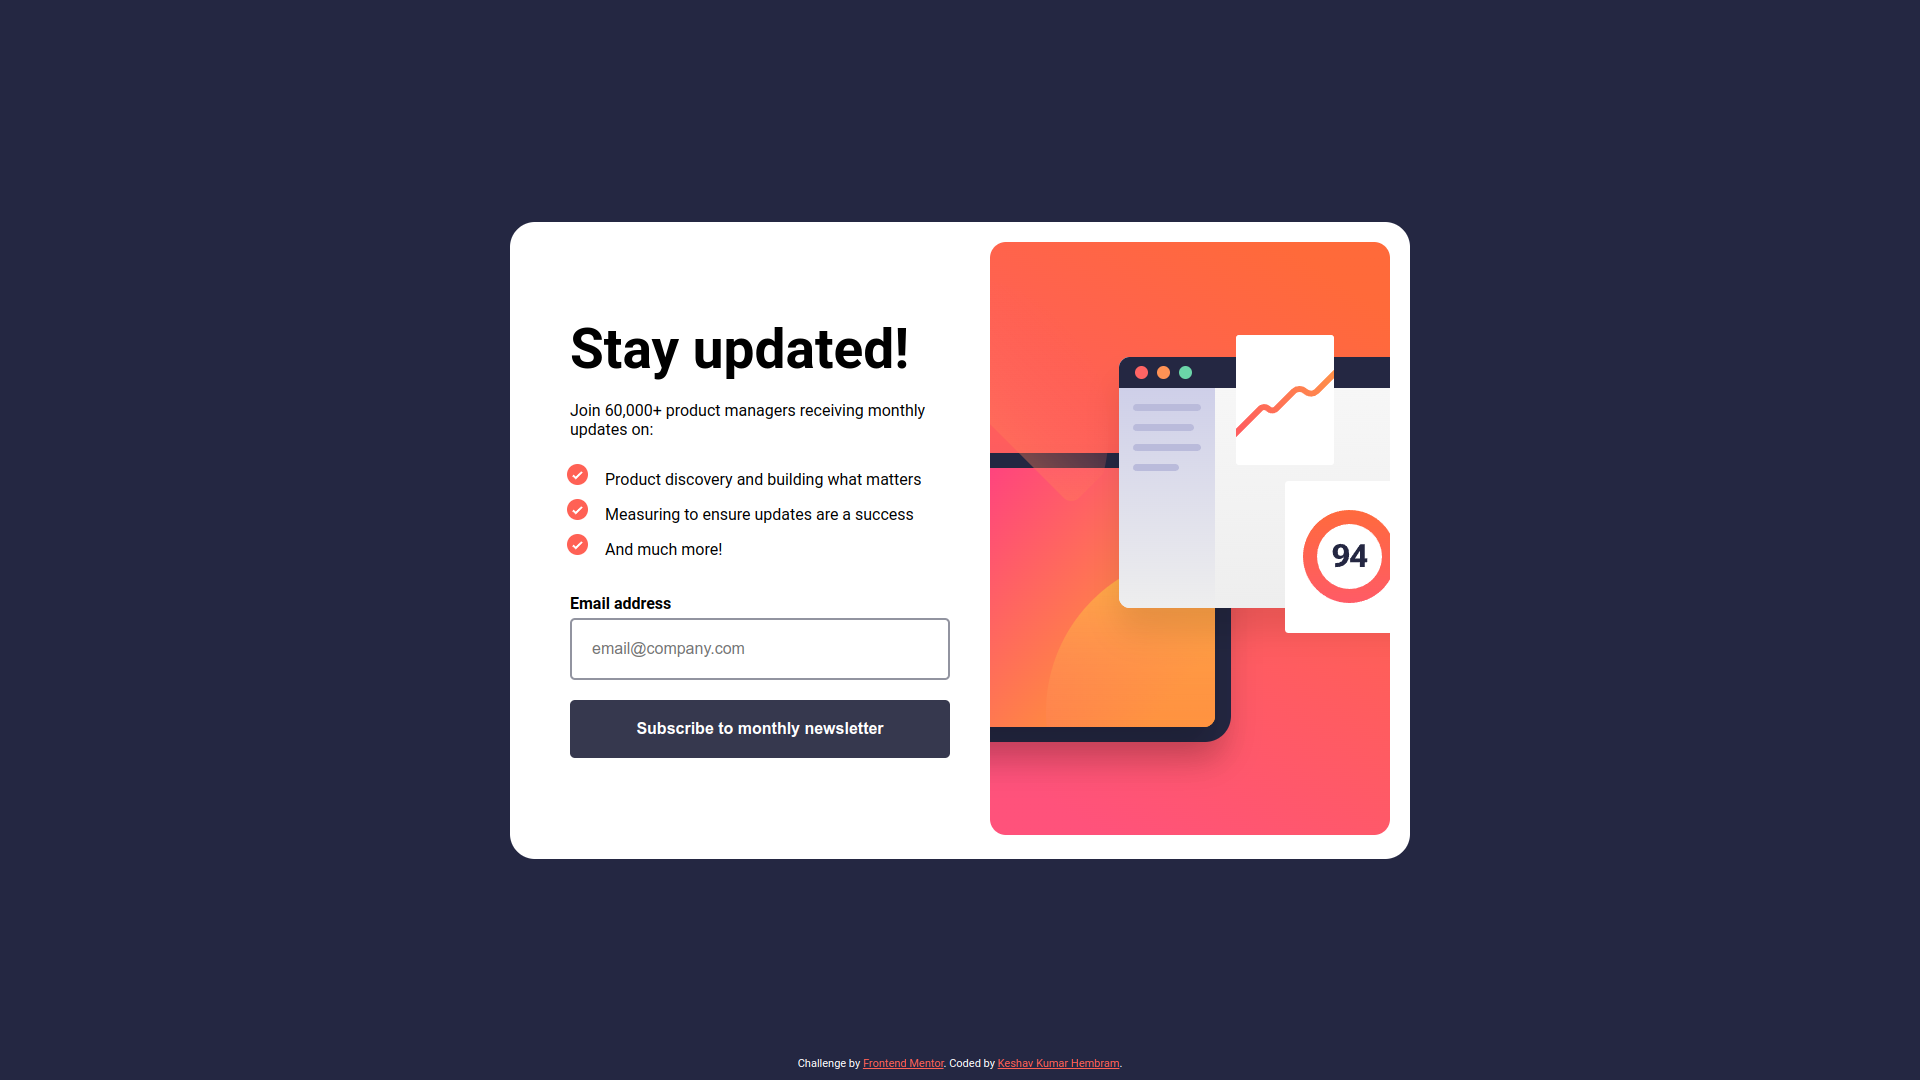 Stay updated!
Join 60,000+ product managers receiving monthly
updates on:
Product discovery and building what matters
Measuring to ensure updates are a success
And much more!
Email address
email@company.com
Subscribe to monthly newsletter
94
Challenge by Frontend Mentor. Coded by Keshav Kumar Hembram.